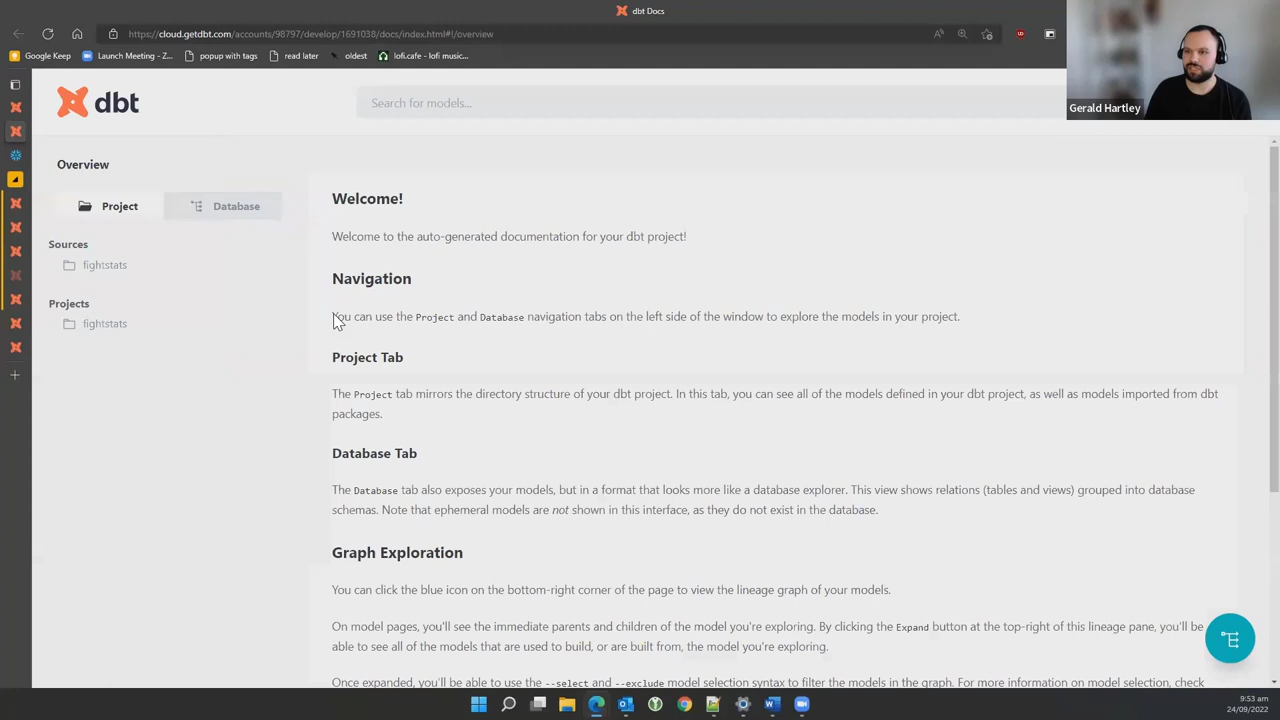 dbt Docs
https://cloud.getdbt.com/accounts/98797/develop/1691038/docs/index.html#!/overview
Google Keep
Launch Meeting - Z...
popup with tags
read later
oldest
lofi.cafe - lofi music...
Gerald Hartley
dbt
Search for models...
Overview
Project
Database
Sources
fightstats
Projects
fightstats
Welcome!
Welcome to the auto-generated documentation for your dbt project!
Navigation
You can use the Project and Database navigation tabs on the left side of the window to explore the models in your project.
Project Tab
The Project tab mirrors the directory structure of your dbt project. In this tab, you can see all of the models defined in your dbt project, as well as models imported from dbt
packages.
Database Tab
The Database tab also exposes your models, but in a format that looks more like a database explorer. This view shows relations (tables and views) grouped into database
schemas. Note that ephemeral models are not shown in this interface, as they do not exist in the database.
Graph Exploration
You can click the blue icon on the bottom-right corner of the page to view the lineage graph of your models.
On model pages, you'll see the immediate parents and children of the model you're exploring. By clicking the Expand button at the top-right of this lineage pane, you'll be
able to see all of the models that are used to build, or are built from, the model you're exploring.
Once expanded, you'll be able to use the --select and --exclude model selection syntax to filter the models in the graph. For more information on model selection, check
9:53 am
24/09/2022